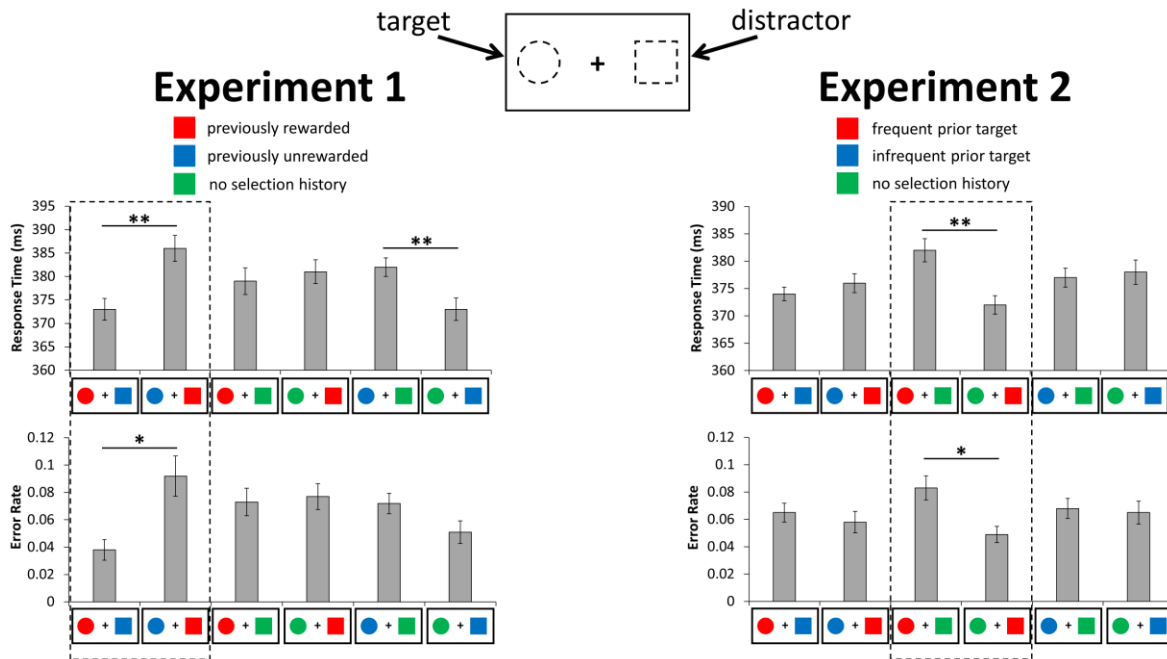 target
distractor
+
Experiment 1
previously rewarded
previously unrewarded
no selection history
Response Time (ms)
395
390
385
380
375
370
365
360
**
**
+ + + + + +
Error Rate
0.12
0.1
0.08
0.06
0.04
0.02
0
*
+ + + + + +
Experiment 2
frequent prior target
infrequent prior target
no selection history
Response Time (ms)
390
385
380
375
370
365
360
**
+ + + + + +
Error Rate
0.12
0.1
0.08
0.06
0.04
0.02
0
*
+ + + + + +